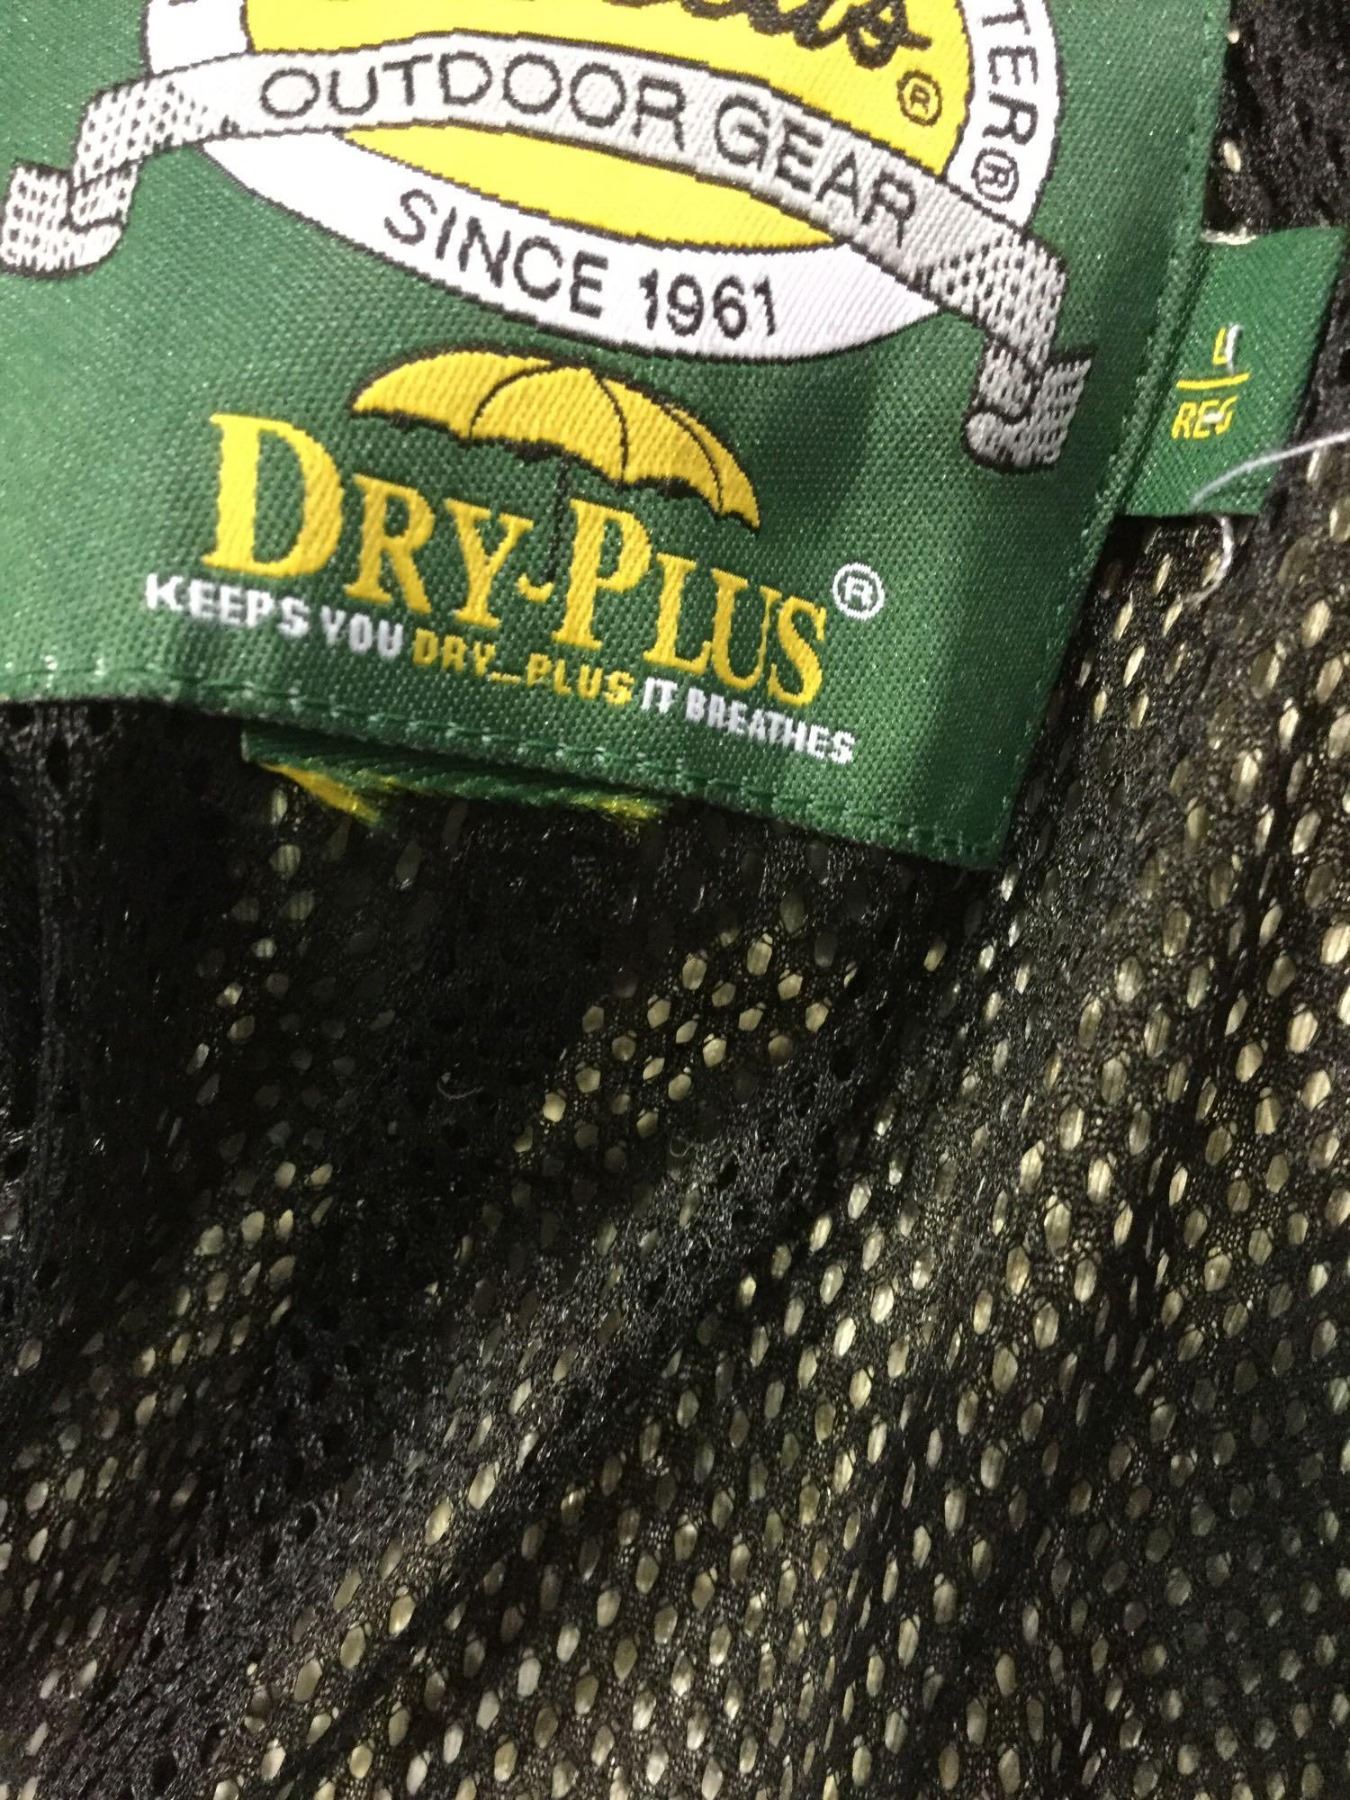 TER®
®
OUTDOOR GEAR
SINCE 1961
L
REG
DRY-PLUS®
KEEPS YOU DRY_PLUS IT BREATHES